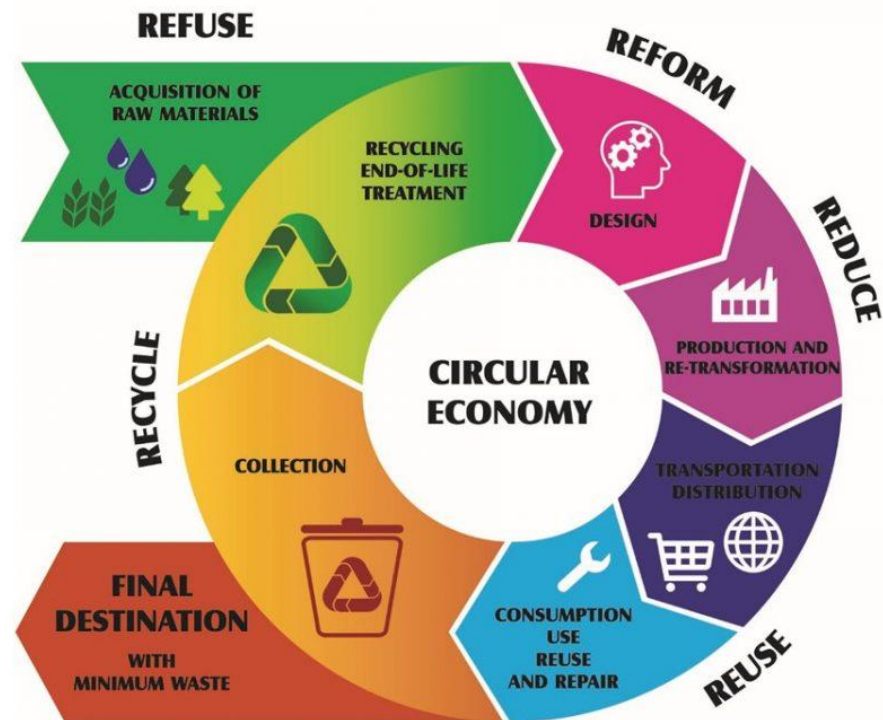 REFUSE
ACQUISITION OF
RAW MATERIALS
RECYCLING
END-OF-LIFE
TREATMENT
REFORM
DESIGN
REDUCE
PRODUCTION AND
RE-TRANSFORMATION
CIRCULAR
ECONOMY
RECYCLE
COLLECTION
TRANSPORTATION
DISTRIBUTION
FINAL
DESTINATION
WITH
MINIMUM WASTE
CONSUMPTION
USE
REUSE
AND REPAIR
REUSE